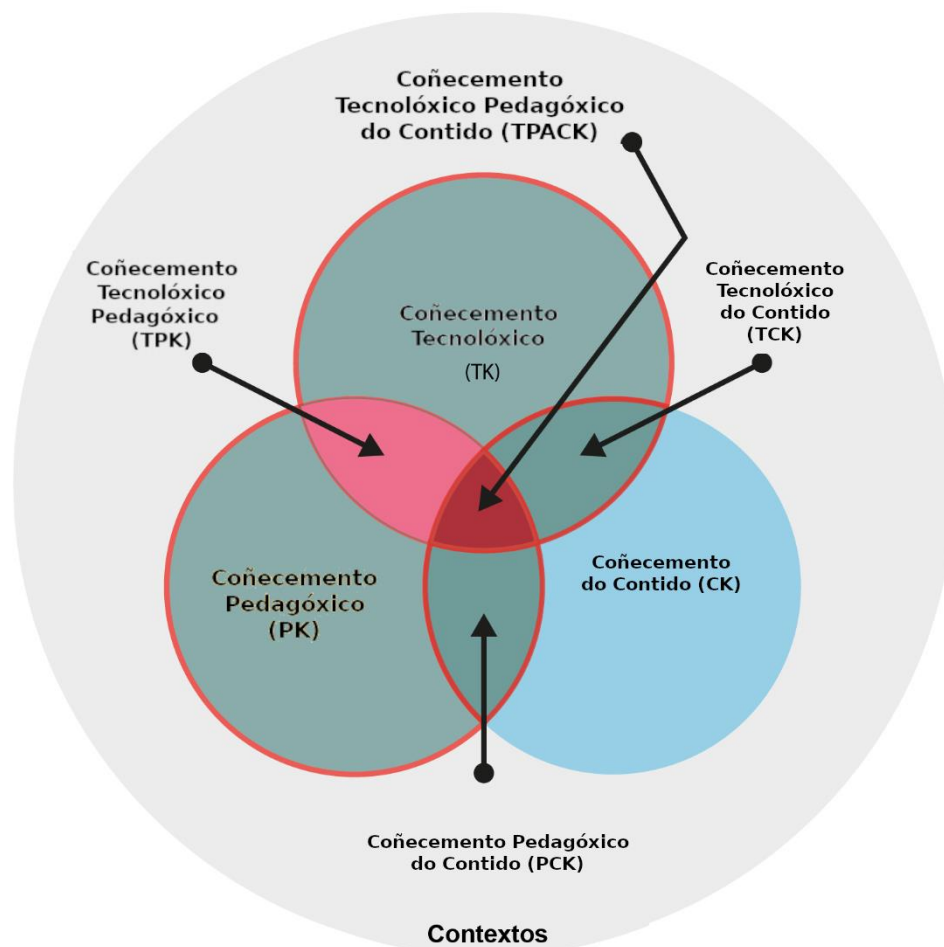 Coñecemento
Tecnolóxico Pedagóxico
do Contido (TPACK)
Coñecemento
Tecnolóxico
Pedagóxico
(TPK)
Coñecemento
Tecnolóxico
(TK)
Coñecemento
Tecnolóxico
do Contido
(TCK)
Coñecemento
Pedagóxico
(PK)
Coñecemento
do Contido (CK)
Coñecemento Pedagóxico
do Contido (PCK)
Contextos